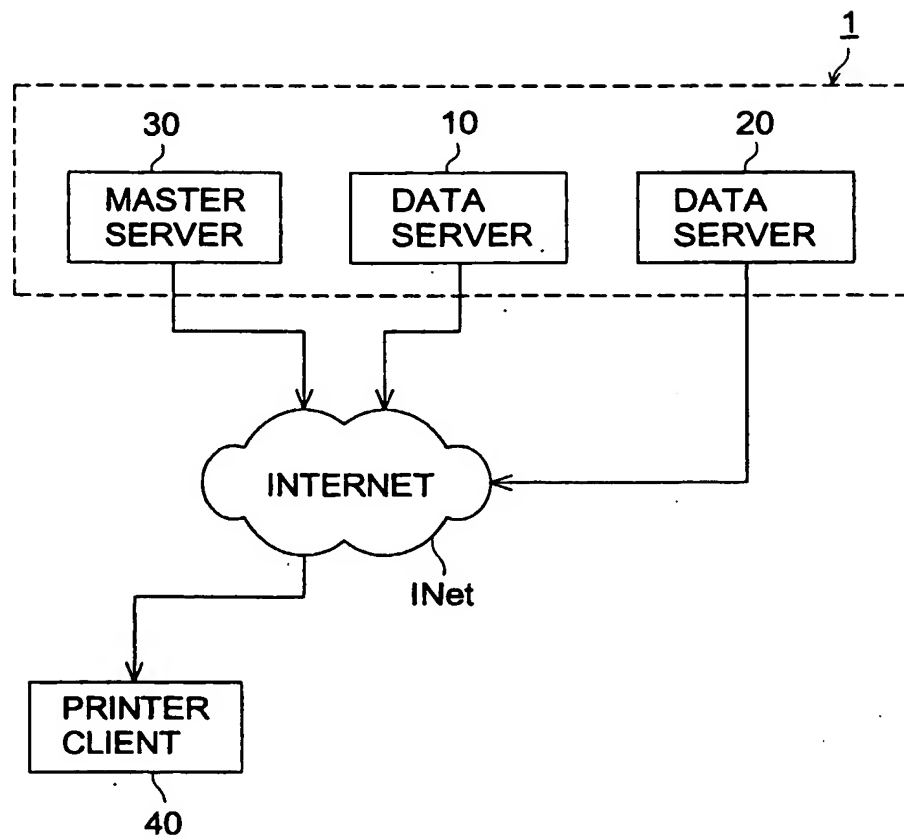 1
30
10
20
MASTER
SERVER
DATA
SERVER
DATA
SERVER
INTERNET
INet
PRINTER
CLIENT
40